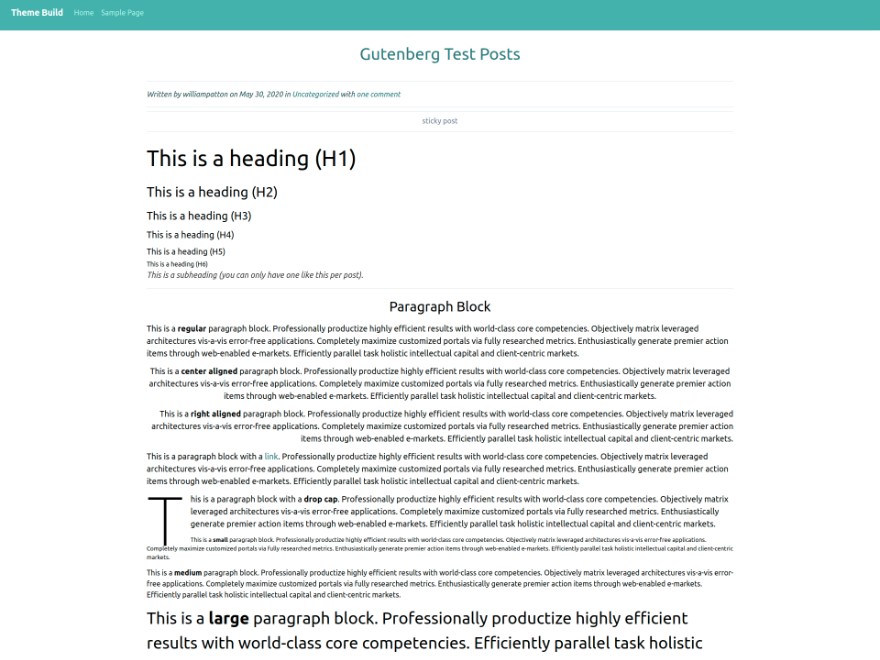 Theme Build Home Sample Page
Gutenberg Test Posts
Written by williampatton on May 30, 2020 in Uncategorized with one comment
sticky post
This is a heading (H1)
This is a heading (H2)
This is a heading (H3)
This is a heading (H4)
This is a heading (H5)
This is a heading (H6)
This is a subheading (you can only have one like this per post).
Paragraph Block
This is a regular paragraph block. Professionally productize highly efficient results with world-class core competencies. Objectively matrix leveraged
architectures vis-a-vis error-free applications. Completely maximize customized portals via fully researched metrics. Enthusiastically generate premier action
items through web-enabled e-markets. Efficiently parallel task holistic intellectual capital and client-centric markets.
This is a center aligned paragraph block. Professionally productize highly efficient results with world-class core competencies. Objectively matrix leveraged
architectures vis-a-vis error-free applications. Completely maximize customized portals via fully researched metrics. Enthusiastically generate premier action
items through web-enabled e-markets. Efficiently parallel task holistic intellectual capital and client-centric markets.
This is a right aligned paragraph block. Professionally productize highly efficient results with world-class core competencies. Objectively matrix leveraged
architectures vis-a-vis error-free applications. Completely maximize customized portals via fully researched metrics. Enthusiastically generate premier action
items through web-enabled e-markets. Efficiently parallel task holistic intellectual capital and client-centric markets.
This is a paragraph block with a link. Professionally productize highly efficient results with world-class core competencies. Objectively matrix leveraged
architectures vis-a-vis error-free applications. Completely maximize customized portals via fully researched metrics. Enthusiastically generate premier action
items through web-enabled e-markets. Efficiently parallel task holistic intellectual capital and client-centric markets.
This is a paragraph block with a drop cap. Professionally productize highly efficient results with world-class core competencies. Objectively matrix
leveraged architectures vis-a-vis error-free applications. Completely maximize customized portals via fully researched metrics. Enthusiastically
generate premier action items through web-enabled e-markets. Efficiently parallel task holistic intellectual capital and client-centric markets.
This is a small paragraph block. Professionally productize highly efficient results with world-class core competencies. Objectively matrix leveraged architectures vis-a-vis error-free applications.
Completely maximize customized portals via fully researched metrics. Enthusiastically generate premier action items through web-enabled e-markets. Efficiently parallel task holistic intellectual capital and client-centric
markets.
This is a medium paragraph block. Professionally productize highly efficient results with world-class core competencies. Objectively matrix leveraged architectures vis-a-vis error-
free applications. Completely maximize customized portals via fully researched metrics. Enthusiastically generate premier action items through web-enabled e-markets.
Efficiently parallel task holistic intellectual capital and client-centric markets.
This is a large paragraph block. Professionally productize highly efficient
results with world-class core competencies. Efficiently parallel task holistic